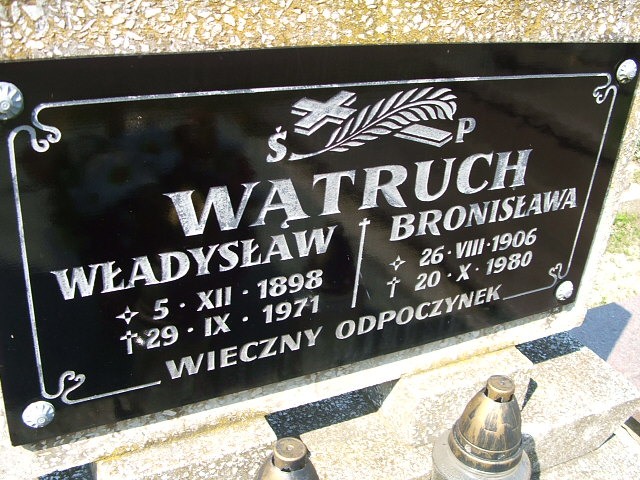 Ś P
WĄTRUCH
WŁADYSŁAW
5 · XII · 1898
29 · IX · 1971
BRONISŁAWA
26 · VIII · 1906
20 · X · 1980
WIECZNY ODPOCZYNEK